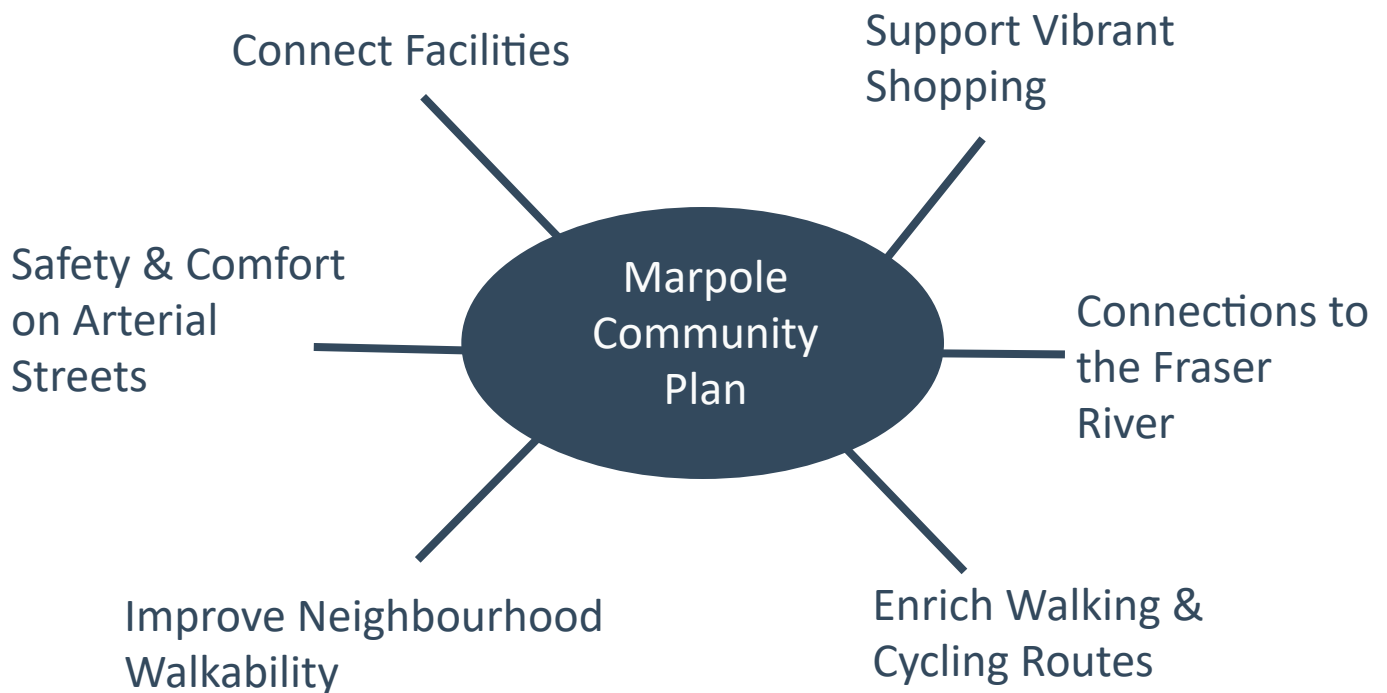 Connect Facilities
Support Vibrant
Shopping
Safety & Comfort
on Arterial
Streets
Marpole
Community
Plan
Connections to
the Fraser
River
Improve Neighbourhood
Walkability
Enrich Walking &
Cycling Routes